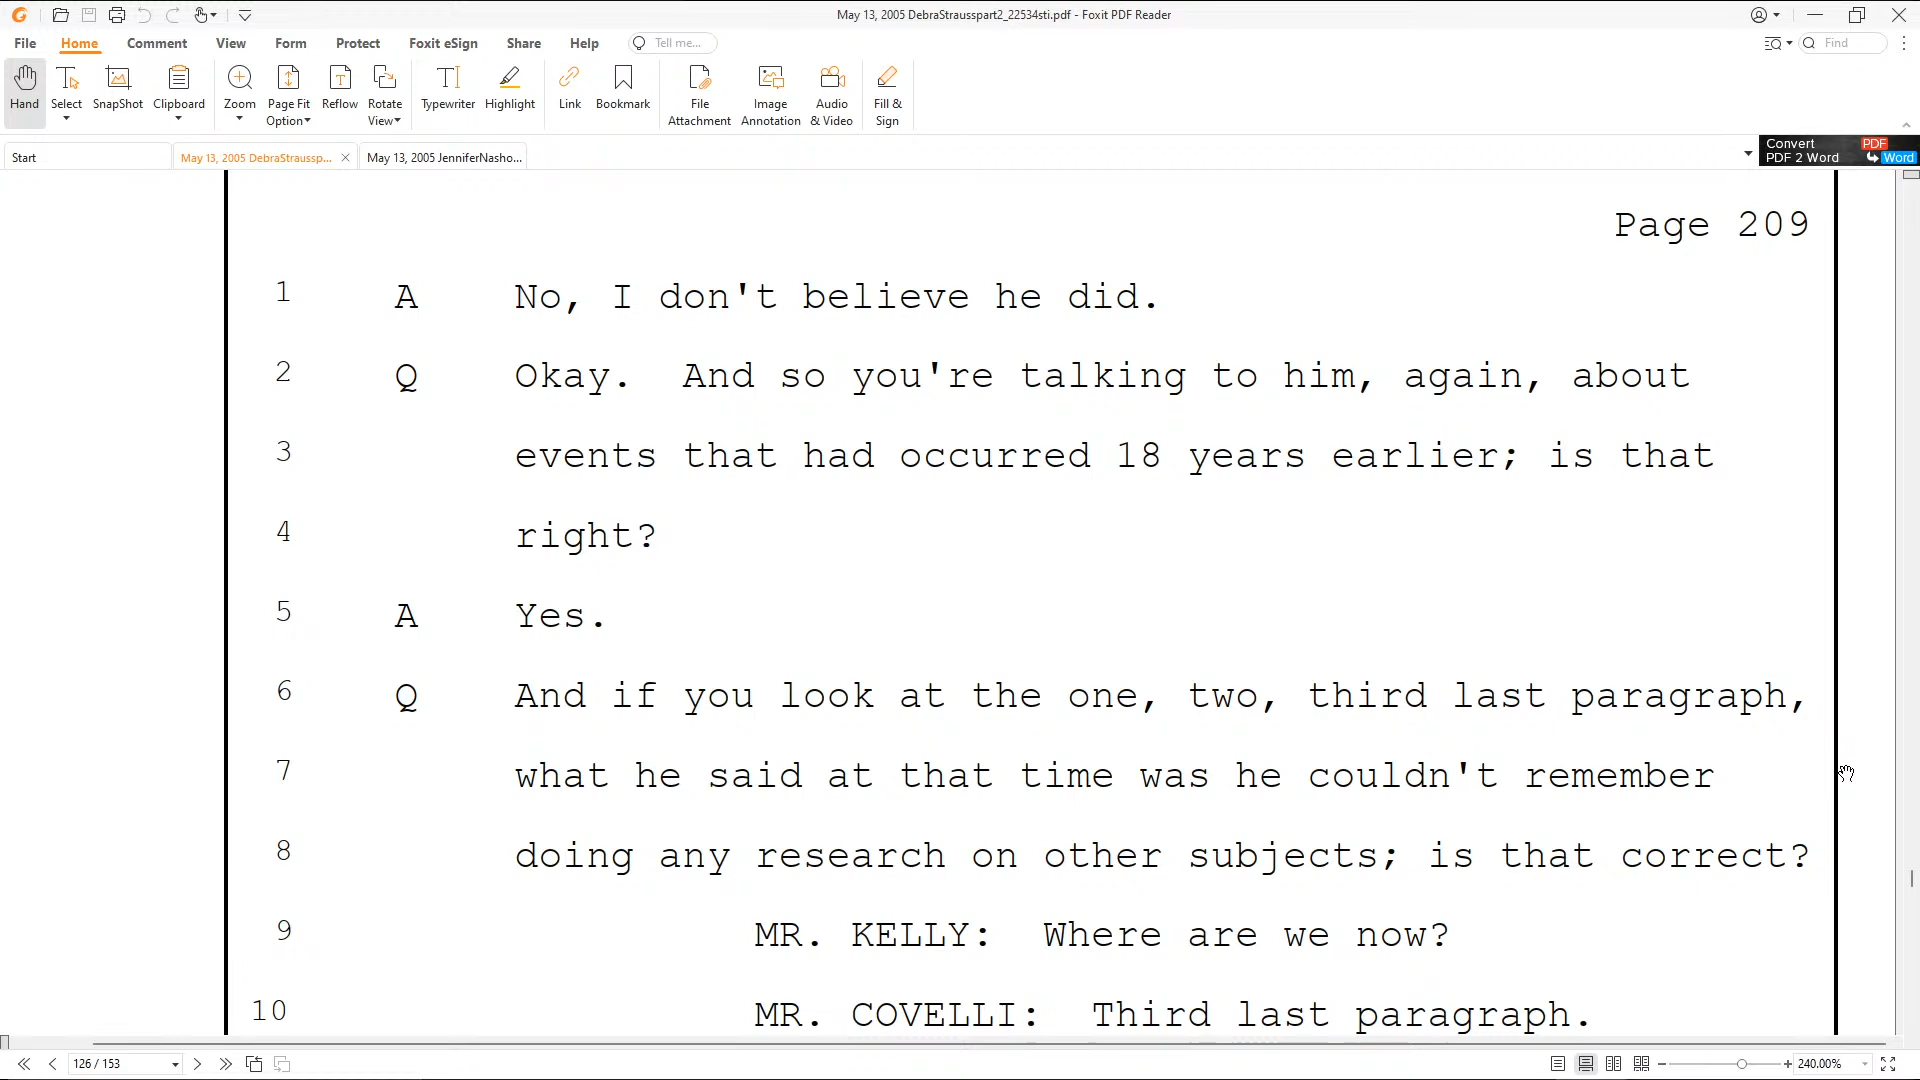 May 13, 2005 DebraStrausspart2_22534sti.pdf - Foxit PDF Reader
File Home Comment View Form Protect Foxit eSign Share Help Tell me... Find
Hand Select SnapShot Clipboard Zoom Page Fit Option Reflow Rotate View Typewriter Highlight Link Bookmark File Attachment Image Annotation Audio & Video Fill & Sign
Start May 13, 2005 DebraStraussp... May 13, 2005 JenniferNasho...
Convert PDF
PDF 2 Word Word
Page 209
1 A No, I don't believe he did.
2 Q Okay. And so you're talking to him, again, about
3 events that had occurred 18 years earlier; is that
4 right?
5 A Yes.
6 Q And if you look at the one, two, third last paragraph,
7 what he said at that time was he couldn't remember
8 doing any research on other subjects; is that correct?
9 MR. KELLY: Where are we now?
10 MR. COVELLI: Third last paragraph.
126 / 153 240.00%